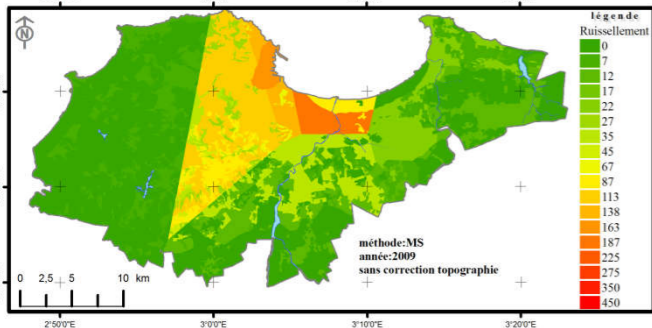 légende
Ruissellement
0
7
12
17
22
27
35
45
67
87
113
138
163
187
225
275
350
450
N
méthode:MS
année:2009
sans correction topographie
0 2,5 5 10 km
2°50'0"E 3°0'0"E 3°10'0"E 3°20'0"E